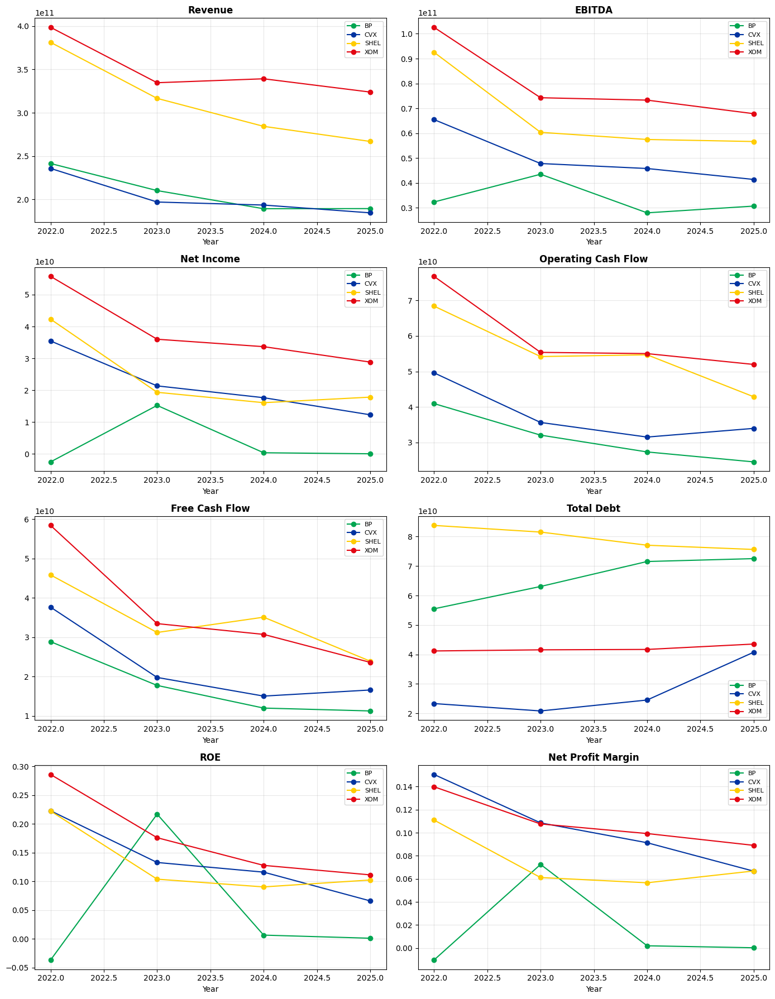 Revenue
1e11
4.0
3.5
3.0
2.5
2.0
2022.0 2022.5 2023.0 2023.5 2024.0 2024.5 2025.0
Year
BP
CVX
SHEL
XOM
EBITDA
1e11
1.0
0.9
0.8
0.7
0.6
0.5
0.4
0.3
2022.0 2022.5 2023.0 2023.5 2024.0 2024.5 2025.0
Year
BP
CVX
SHEL
XOM
Net Income
1e10
5
4
3
2
1
0
2022.0 2022.5 2023.0 2023.5 2024.0 2024.5 2025.0
Year
BP
CVX
SHEL
XOM
Operating Cash Flow
1e10
7
6
5
4
3
2022.0 2022.5 2023.0 2023.5 2024.0 2024.5 2025.0
Year
BP
CVX
SHEL
XOM
Free Cash Flow
1e10
6
5
4
3
2
1
2022.0 2022.5 2023.0 2023.5 2024.0 2024.5 2025.0
Year
BP
CVX
SHEL
XOM
Total Debt
1e10
8
7
6
5
4
3
2
2022.0 2022.5 2023.0 2023.5 2024.0 2024.5 2025.0
Year
BP
CVX
SHEL
XOM
ROE
0.30
0.25
0.20
0.15
0.10
0.05
0.00
−0.05
2022.0 2022.5 2023.0 2023.5 2024.0 2024.5 2025.0
Year
BP
CVX
SHEL
XOM
Net Profit Margin
0.14
0.12
0.10
0.08
0.06
0.04
0.02
0.00
2022.0 2022.5 2023.0 2023.5 2024.0 2024.5 2025.0
Year
BP
CVX
SHEL
XOM